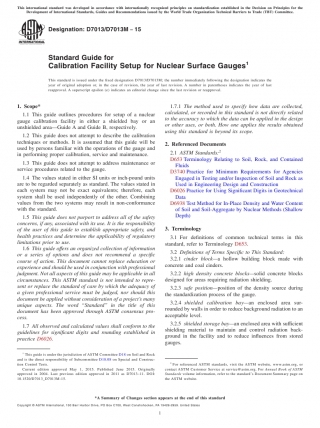 This international standard was developed in accordance with internationally recognized principles on standardization established in the Decision on Principles for the
Development of International Standards, Guides and Recommendations issued by the World Trade Organization Technical Barriers to Trade (TBT) Committee.
Designation: D7013/D7013M − 15
Standard Guide for
Calibration Facility Setup for Nuclear Surface Gauges1
This standard is issued under the fixed designation D7013/D7013M; the number immediately following the designation indicates the
year of original adoption or, in the case of revision, the year of last revision. A number in parentheses indicates the year of last
reapproval. A superscript epsilon (ε) indicates an editorial change since the last revision or reapproval.
1. Scope*
1.1 This guide outlines procedures for setup of a nuclear
gauge calibration facility in either a shielded bay or an
unshielded area—Guide A and Guide B, respectively.
1.2 This guide does not attempt to describe the calibration
techniques or methods. It is assumed that this guide will be
used by persons familiar with the operations of the gauge and
in performing proper calibration, service and maintenance.
1.3 This guide does not attempt to address maintenance or
service procedures related to the gauge.
1.4 The values stated in either SI units or inch-pound units
are to be regarded separately as standard. The values stated in
each system may not be exact equivalents; therefore, each
system shall be used independently of the other. Combining
values from the two systems may result in non-conformance
with the standard.
1.5 This guide does not purport to address all of the safety
concerns, if any, associated with its use. It is the responsibility
of the user of this guide to establish appropriate safety and
health practices and determine the applicability of regulatory
limitations prior to use.
1.6 This guide offers an organized collection of information
or a series of options and does not recommend a specific
course of action. This document cannot replace education or
experience and should be used in conjunction with professional
judgment. Not all aspects of this guide may be applicable in all
circumstances. This ASTM standard is not intended to repre-
sent or replace the standard of care by which the adequacy of
a given professional service must be judged, nor should this
document be applied without consideration of a project's many
unique aspects. The word "Standard" in the title of this
document has been approved through ASTM consensus pro-
cess.
1.7 All observed and calculated values shall conform to the
guidelines for significant digits and rounding established in
practice D6026.
1 This guide is under the jurisdiction of ASTM Committee D18 on Soil and Rock
and is the direct responsibility of Subcommittee D18.08 on Special and Construc-
tion Control Tests.
Current edition approved May 1, 2015. Published June 2015. Originally
approved in 2004. Last previous edition approved in 2011 as D7013–11. DOI:
10.1520/D7013_D7013M-15.
1.7.1 The method used to specify how data are collected,
calculated, or recorded in this standard is not directly related
to the accuracy to which the data can be applied to the design
or other uses, or both. How one applies the results obtained
using this standard is beyond its scope.
2. Referenced Documents
2.1 ASTM Standards:2
D653 Terminology Relating to Soil, Rock, and Contained
Fluids
D3740 Practice for Minimum Requirements for Agencies
Engaged in Testing and/or Inspection of Soil and Rock as
Used in Engineering Design and Construction
D6026 Practice for Using Significant Digits in Geotechnical
Data
D6938 Test Method for In-Place Density and Water Content
of Soil and Soil-Aggregate by Nuclear Methods (Shallow
Depth)
3. Terminology
3.1 For definitions of common technical terms in this
standard, refer to Terminology D653.
3.2 Definitions of Terms Specific to This Standard:
3.2.1 cinder block—a hollow building block made with
concrete and coal cinders.
3.2.2 high density concrete blocks—solid concrete blocks
designed for areas requiring radiation shielding.
3.2.3 safe position—position of the density source during
the standardization process of the gauge.
3.2.4 shielded calibration bay—an enclosed area sur-
rounded by walls in order to reduce background radiation to an
acceptable level.
3.2.5 shielded storage bay—an enclosed area with sufficient
shielding material to maintain and control radiation back-
ground in the facility and to reduce influences from stored
gauges.
2 For referenced ASTM standards, visit the ASTM website, www.astm.org, or
contact ASTM Customer Service at service@astm.org. For Annual Book of ASTM
Standards volume information, refer to the standard's Document Summary page on
the ASTM website.
*A Summary of Changes section appears at the end of this standard
Copyright © ASTM International, 100 Barr Harbor Drive, PO Box C700, West Conshohocken, PA 19428-2959. United States
1